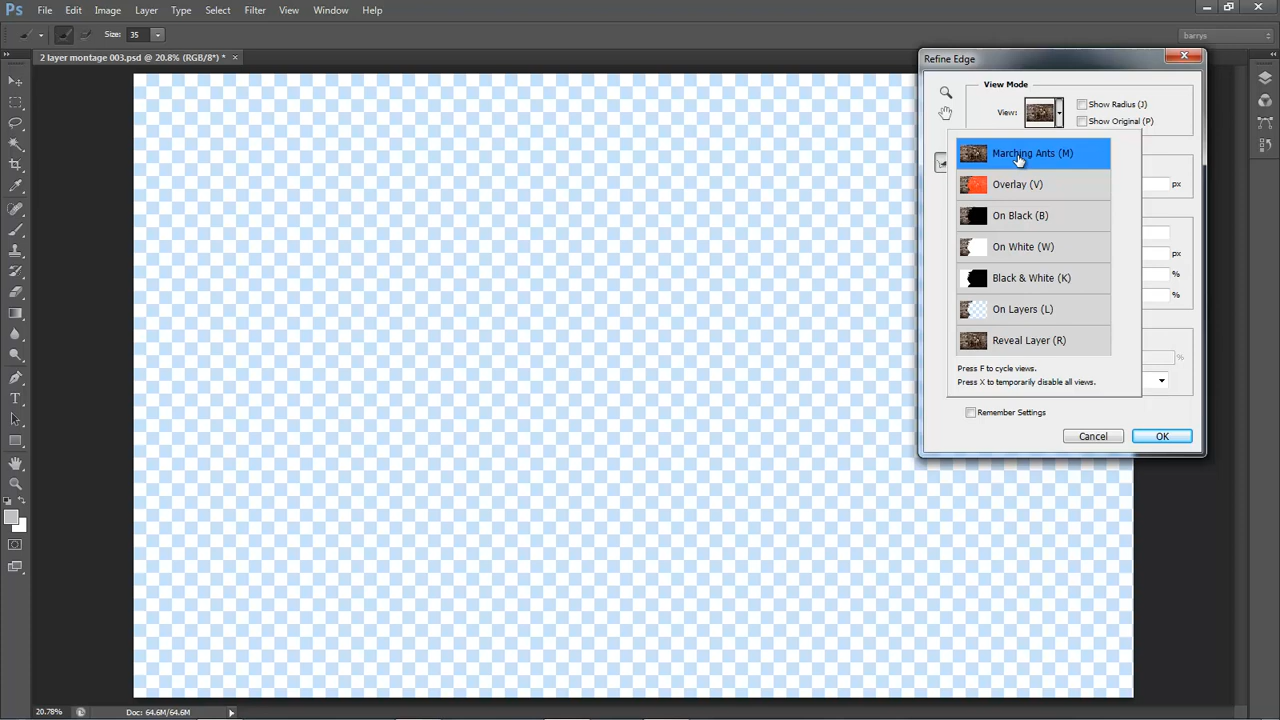 Ps File Edit Image Layer Type Select Filter View Window Help
Size: 35
barrys
2 layer montage 003.psd @ 20.8% (RGB/8*) * ×
Refine Edge
View Mode
View:
Show Radius (J)
Show Original (P)
Marching Ants (M)
px
Overlay (V)
On Black (B)
On White (W)
px
Black & White (K)
%
%
On Layers (L)
Reveal Layer (R)
%
Press F to cycle views.
Press X to temporarily disable all views.
Remember Settings
Cancel
OK
T
20.78%
Doc: 64.6M/64.6M